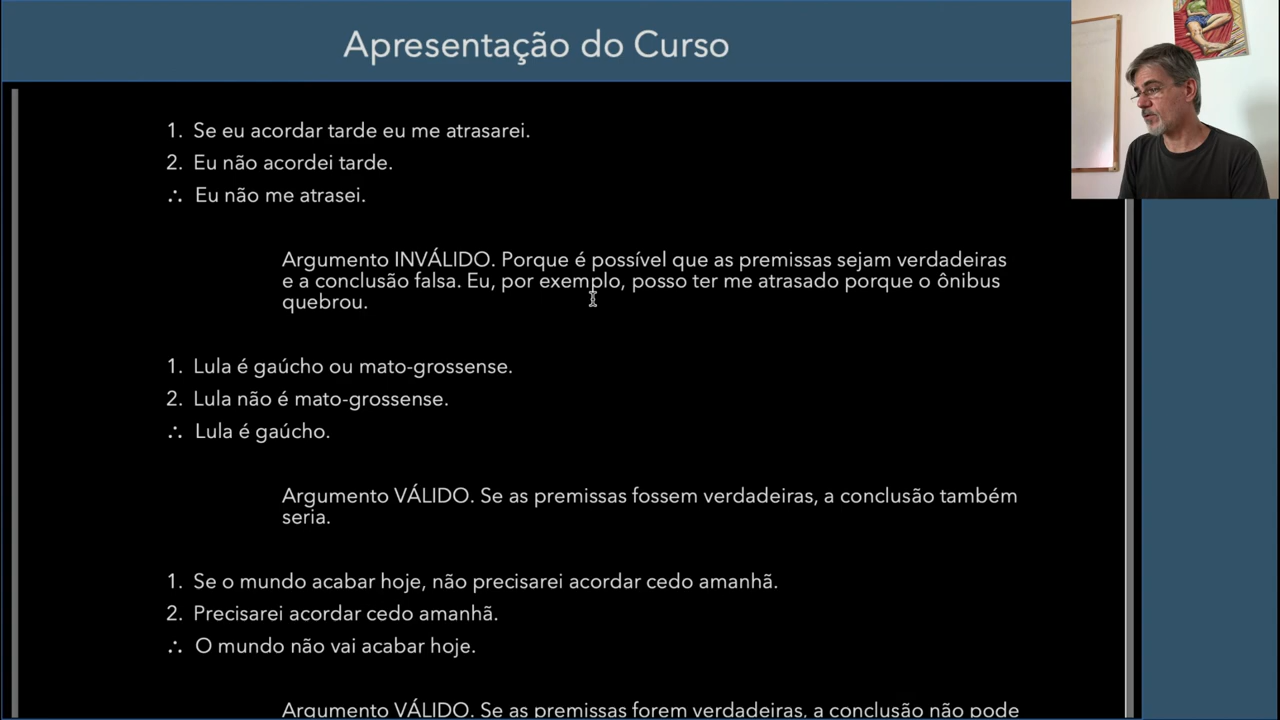 Apresentação do Curso
1. Se eu acordar tarde eu me atrasarei.
2. Eu não acordei tarde.
∴ Eu não me atrasei.
Argumento INVÁLIDO. Porque é possível que as premissas sejam verdadeiras
e a conclusão falsa. Eu, por exemplo, posso ter me atrasado porque o ônibus
quebrou.
1. Lula é gaúcho ou mato-grossense.
2. Lula não é mato-grossense.
∴ Lula é gaúcho.
Argumento VÁLIDO. Se as premissas fossem verdadeiras, a conclusão também
seria.
1. Se o mundo acabar hoje, não precisarei acordar cedo amanhã.
2. Precisarei acordar cedo amanhã.
∴ O mundo não vai acabar hoje.
Argumento VÁLIDO. Se as premissas forem verdadeiras, a conclusão não pode